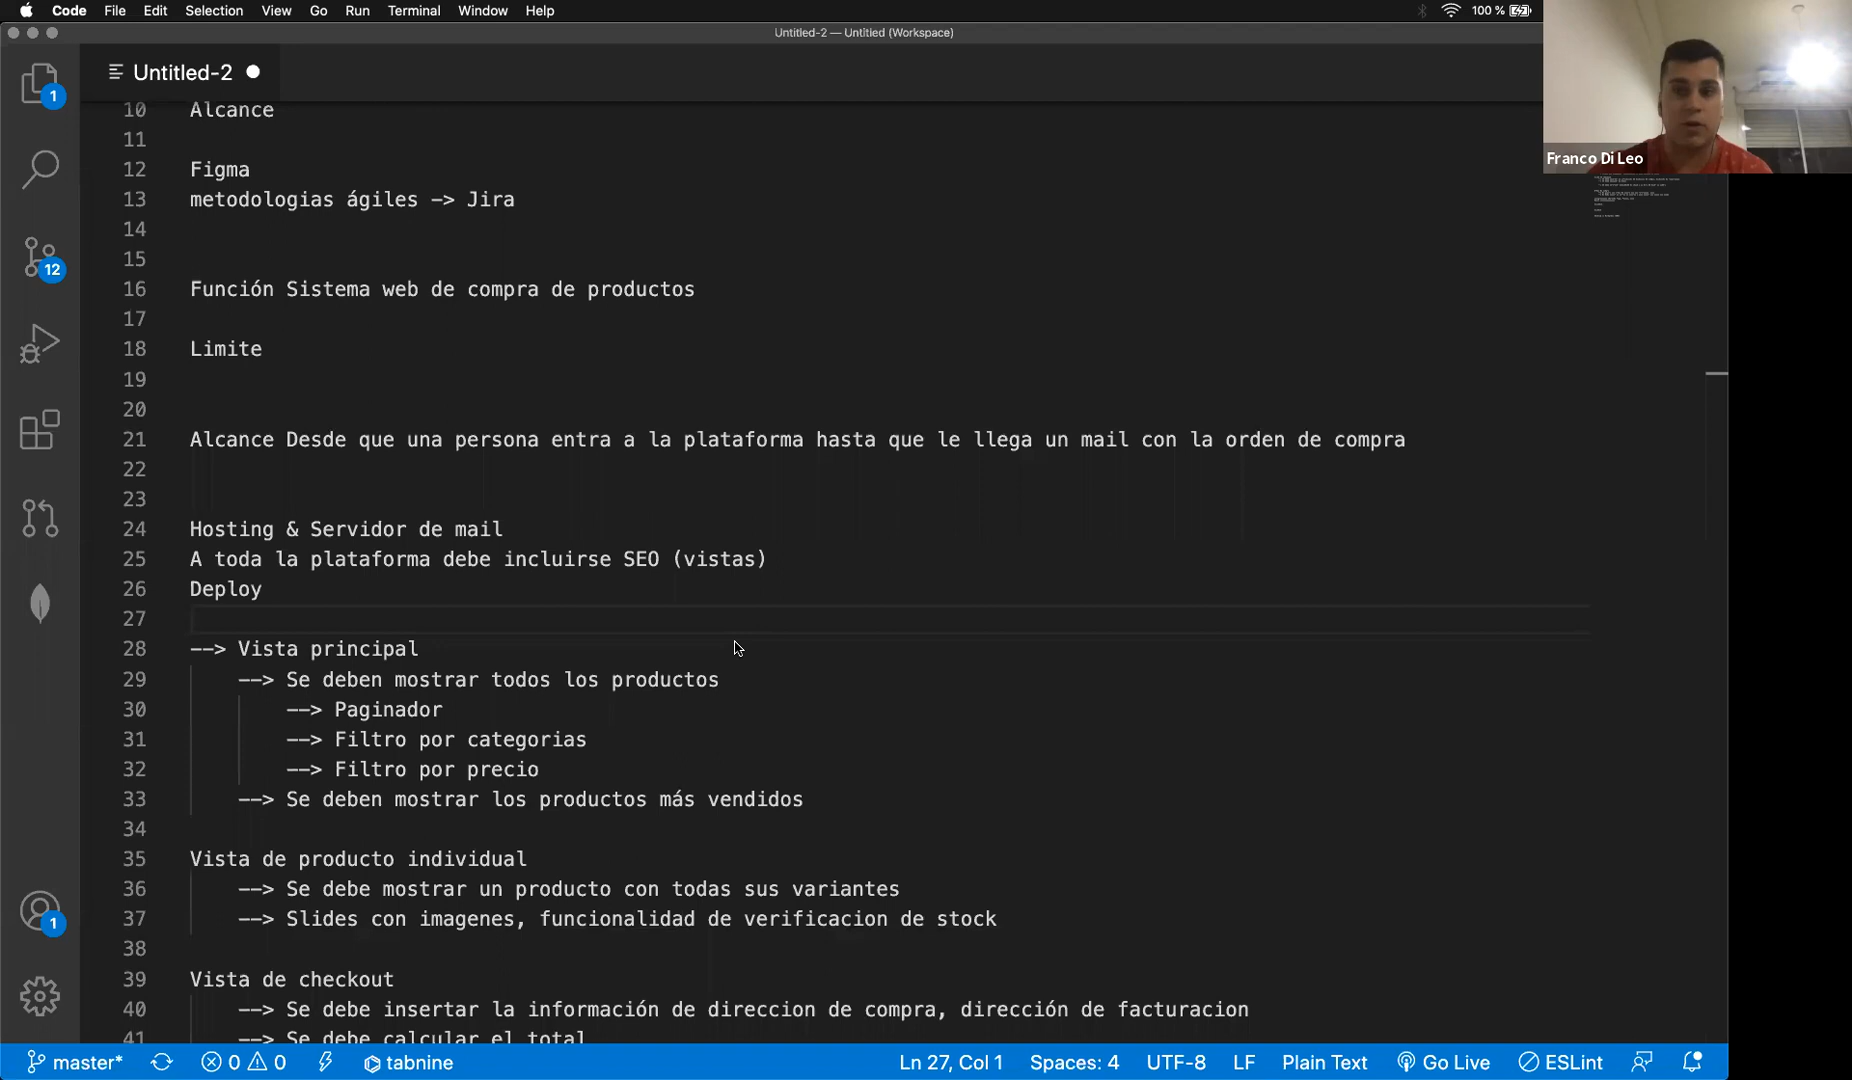 Code File Edit Selection View Go Run Terminal Window Help
100 %
Untitled-2 — Untitled (Workspace)
Untitled-2
Franco Di Leo
1
12
1
10 Alcance
11
12 Figma
13 metodologias ágiles —> Jira
14
15
16 Función Sistema web de compra de productos
17
18 Limite
19
20
21 Alcance Desde que una persona entra a la plataforma hasta que le llega un mail con la orden de compra
22
23
24 Hosting & Servidor de mail
25 A toda la plataforma debe incluirse SEO (vistas)
26 Deploy
27
28 --> Vista principal
29 --> Se deben mostrar todos los productos
30 --> Paginador
31 --> Filtro por categorias
32 --> Filtro por precio
33 --> Se deben mostrar los productos más vendidos
34
35 Vista de producto individual
36 --> Se debe mostrar un producto con todas sus variantes
37 --> Slides con imagenes, funcionalidad de verificacion de stock
38
39 Vista de checkout
40 --> Se debe insertar la información de direccion de compra, dirección de facturacion
41 --> Se debe calcular el total
master* 0 0 tabnine Ln 27, Col 1 Spaces: 4 UTF-8 LF Plain Text Go Live ESLint